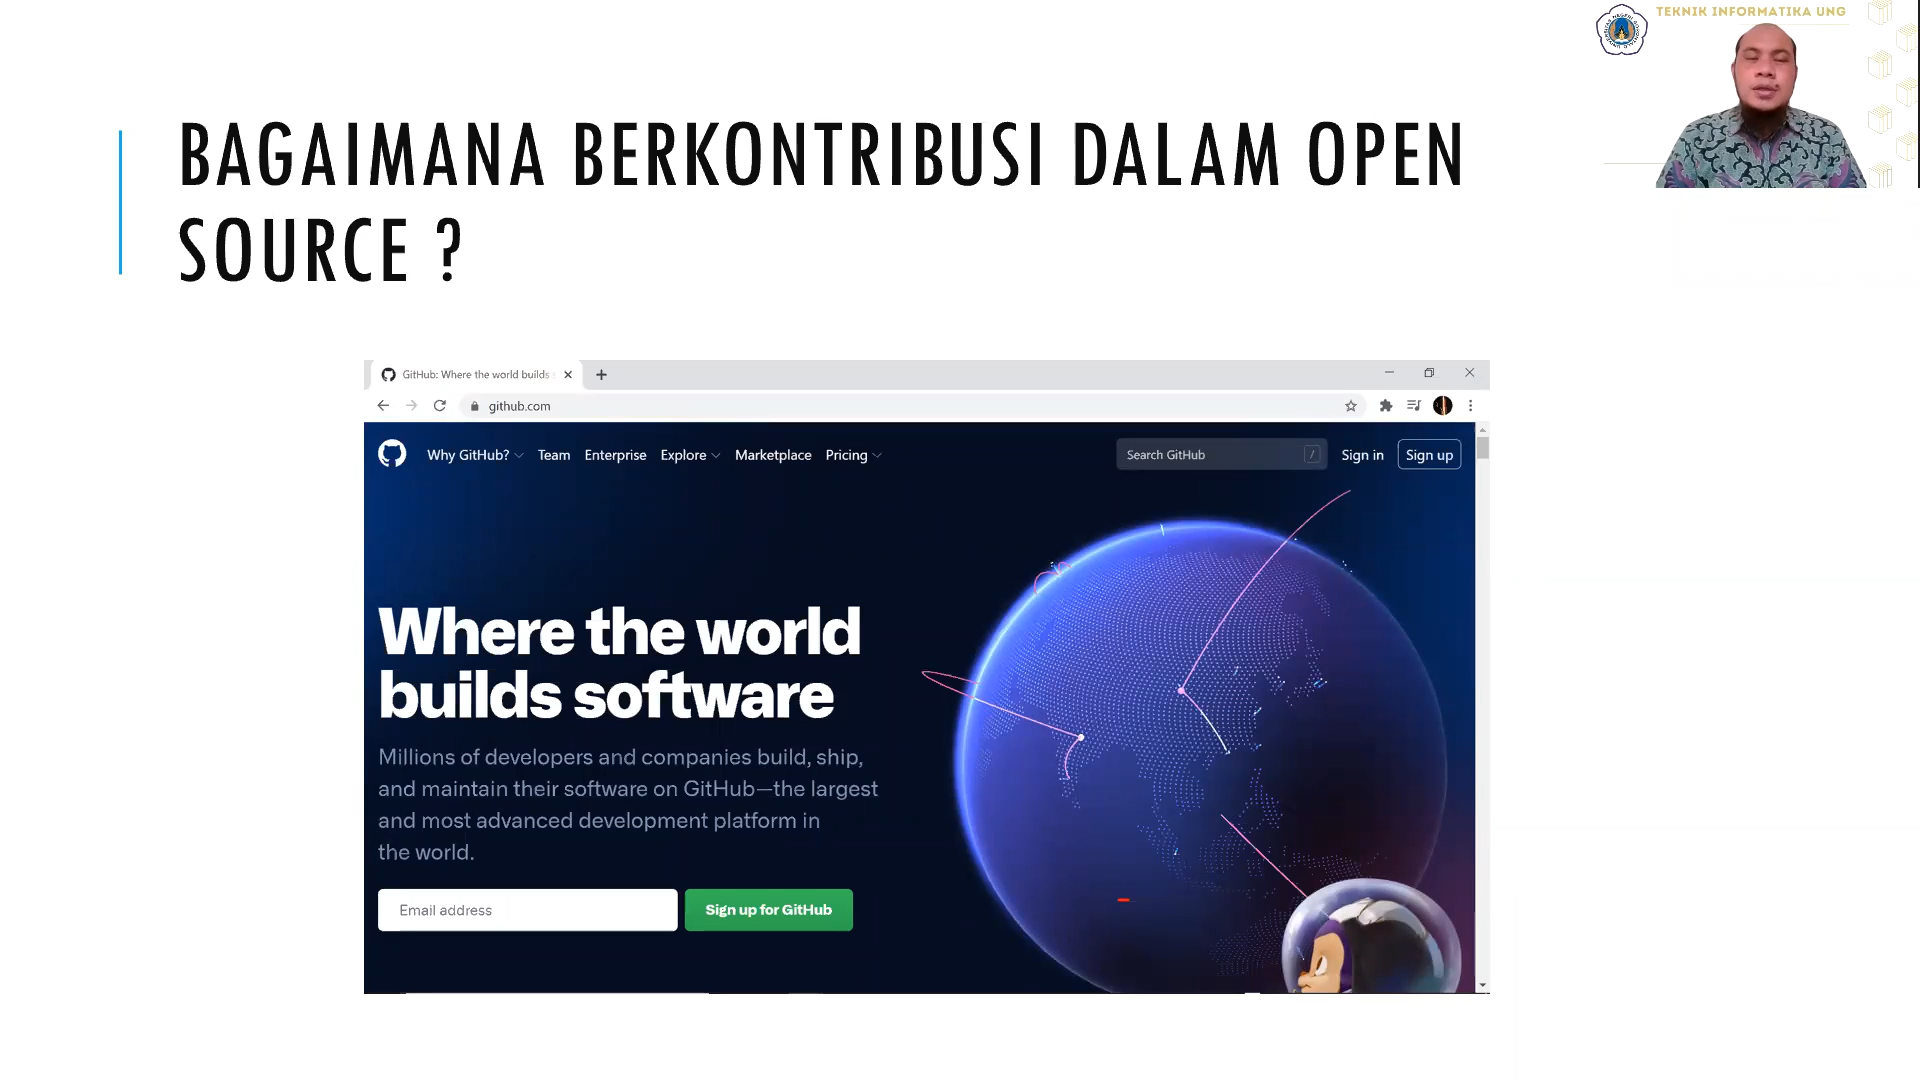 TEKNIK INFORMATIKA UNG
BAGAIMANA BERKONTRIBUSI DALAM OPEN
SOURCE ?
GitHub: Where the world builds
github.com
Why GitHub? Team Enterprise Explore Marketplace Pricing
Search GitHub /
Sign in
Sign up
Where the world
builds software
Millions of developers and companies build, ship,
and maintain their software on GitHub—the largest
and most advanced development platform in
the world.
Email address
Sign up for GitHub